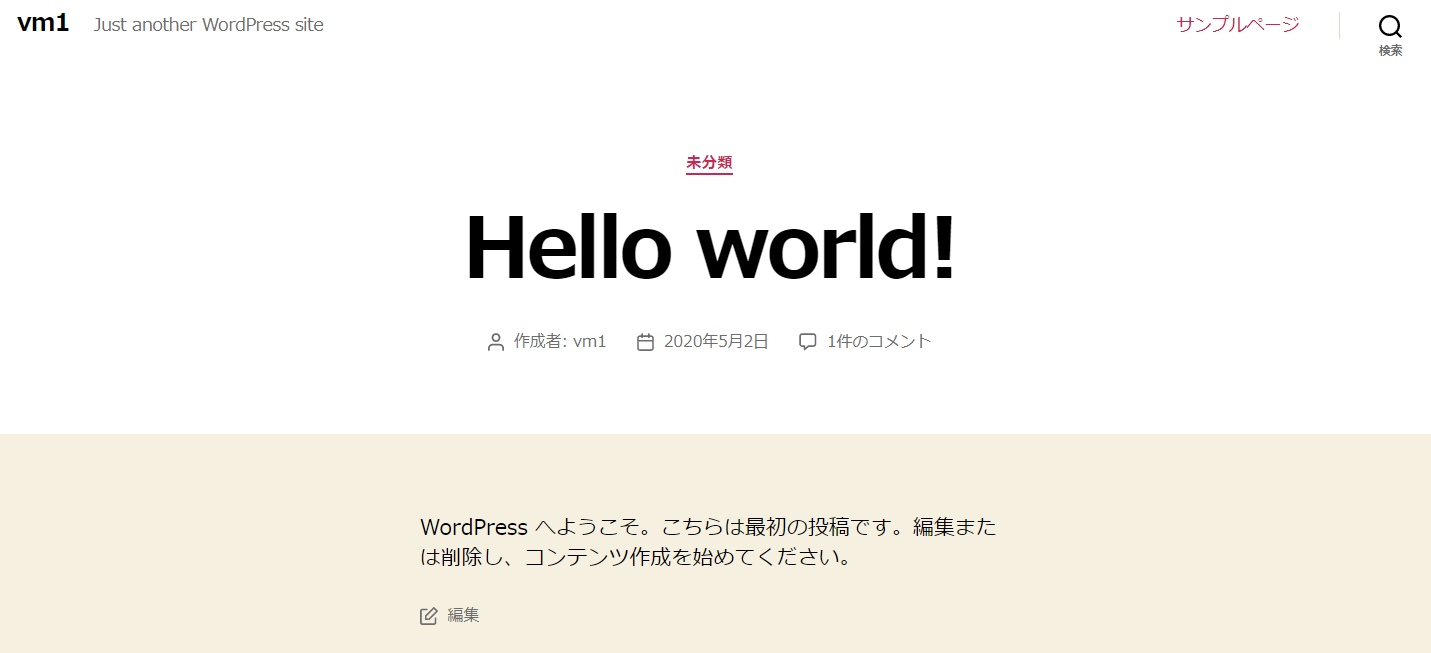 vm1 Just another WordPress site サンプルページ
検索
未分類
Hello world!
作成者: vm1 2020年5月2日 1件のコメント
WordPress へようこそ。こちらは最初の投稿です。編集また
は削除し、コンテンツ作成を始めてください。
編集